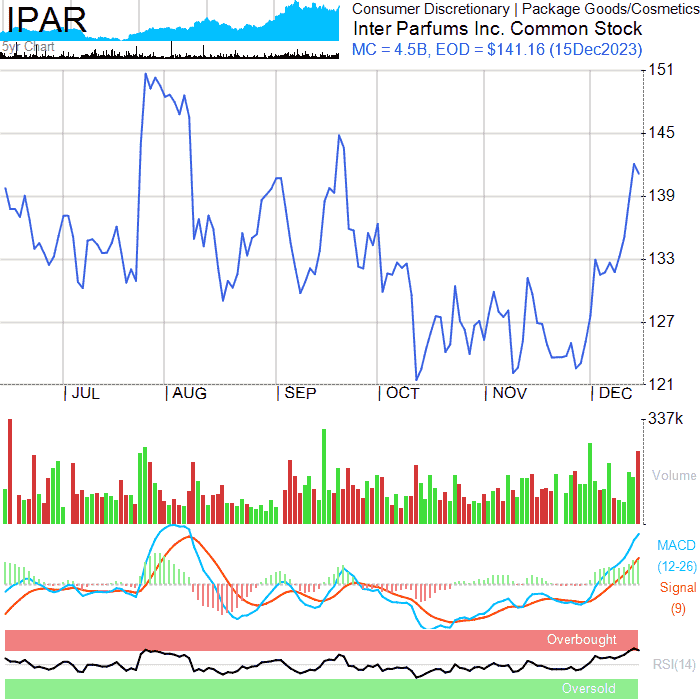 IPAR
5yr Chart
Consumer Discretionary | Package Goods/Cosmetics
Inter Parfums Inc. Common Stock
MC = 4.5B, EOD = $141.16 (15Dec2023)
151
145
139
133
127
121
JUL AUG SEP OCT NOV DEC
337k
Volume
MACD
(12-26)
Signal
(9)
Overbought
RSI(14)
Oversold